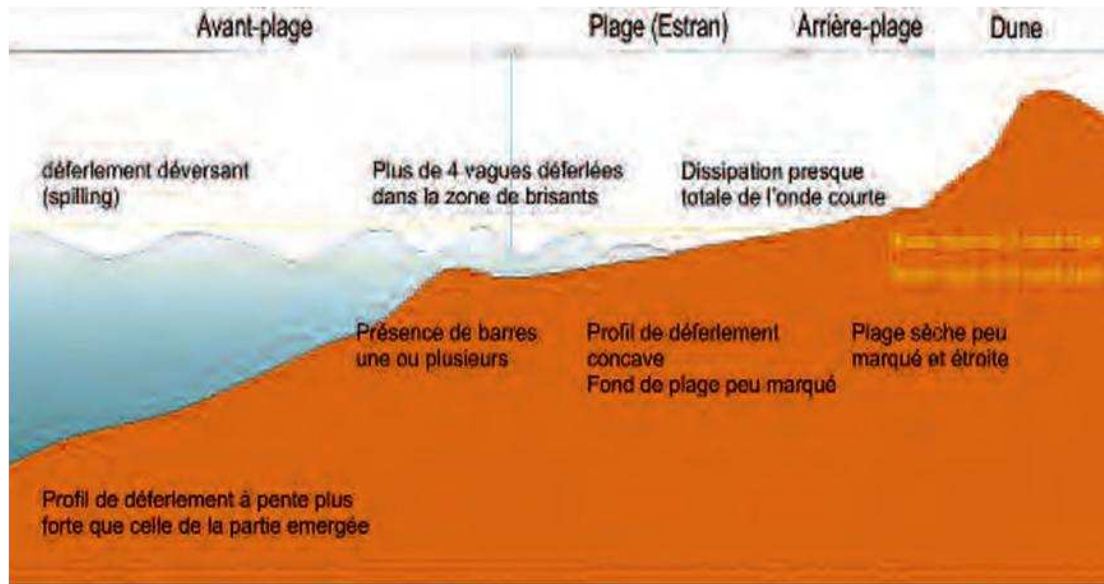 Avant-plage
Plage (Estran)
Arrière-plage
Dune
déferlement déversant
(spilling)
Plus de 4 vagues déferlées
dans la zone de brisants
Dissipation presque
totale de l'onde courte
Présence de barres
une ou plusieurs
Profil de déferlement
concave
Fond de plage peu marqué
Plage sèche peu
marqué et étroite
Profil de déferlement à pente plus
forte que celle de la partie emergée